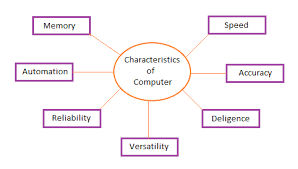 Memory
Speed
Characteristics
of
Computer
Automation
Accuracy
Reliability
Deligence
Versatility